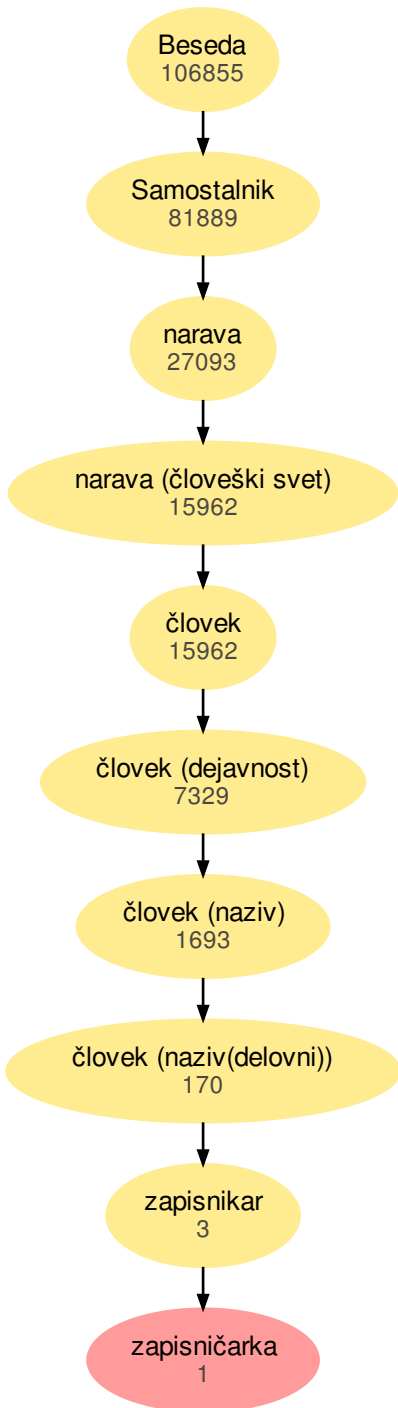 Beseda
106855
Samostalnik
81889
narava
27093
narava (človeški svet)
15962
človek
15962
človek (dejavnost)
7329
človek (naziv)
1693
človek (naziv(delovni))
170
zapisnikar
3
zapisničarka
1